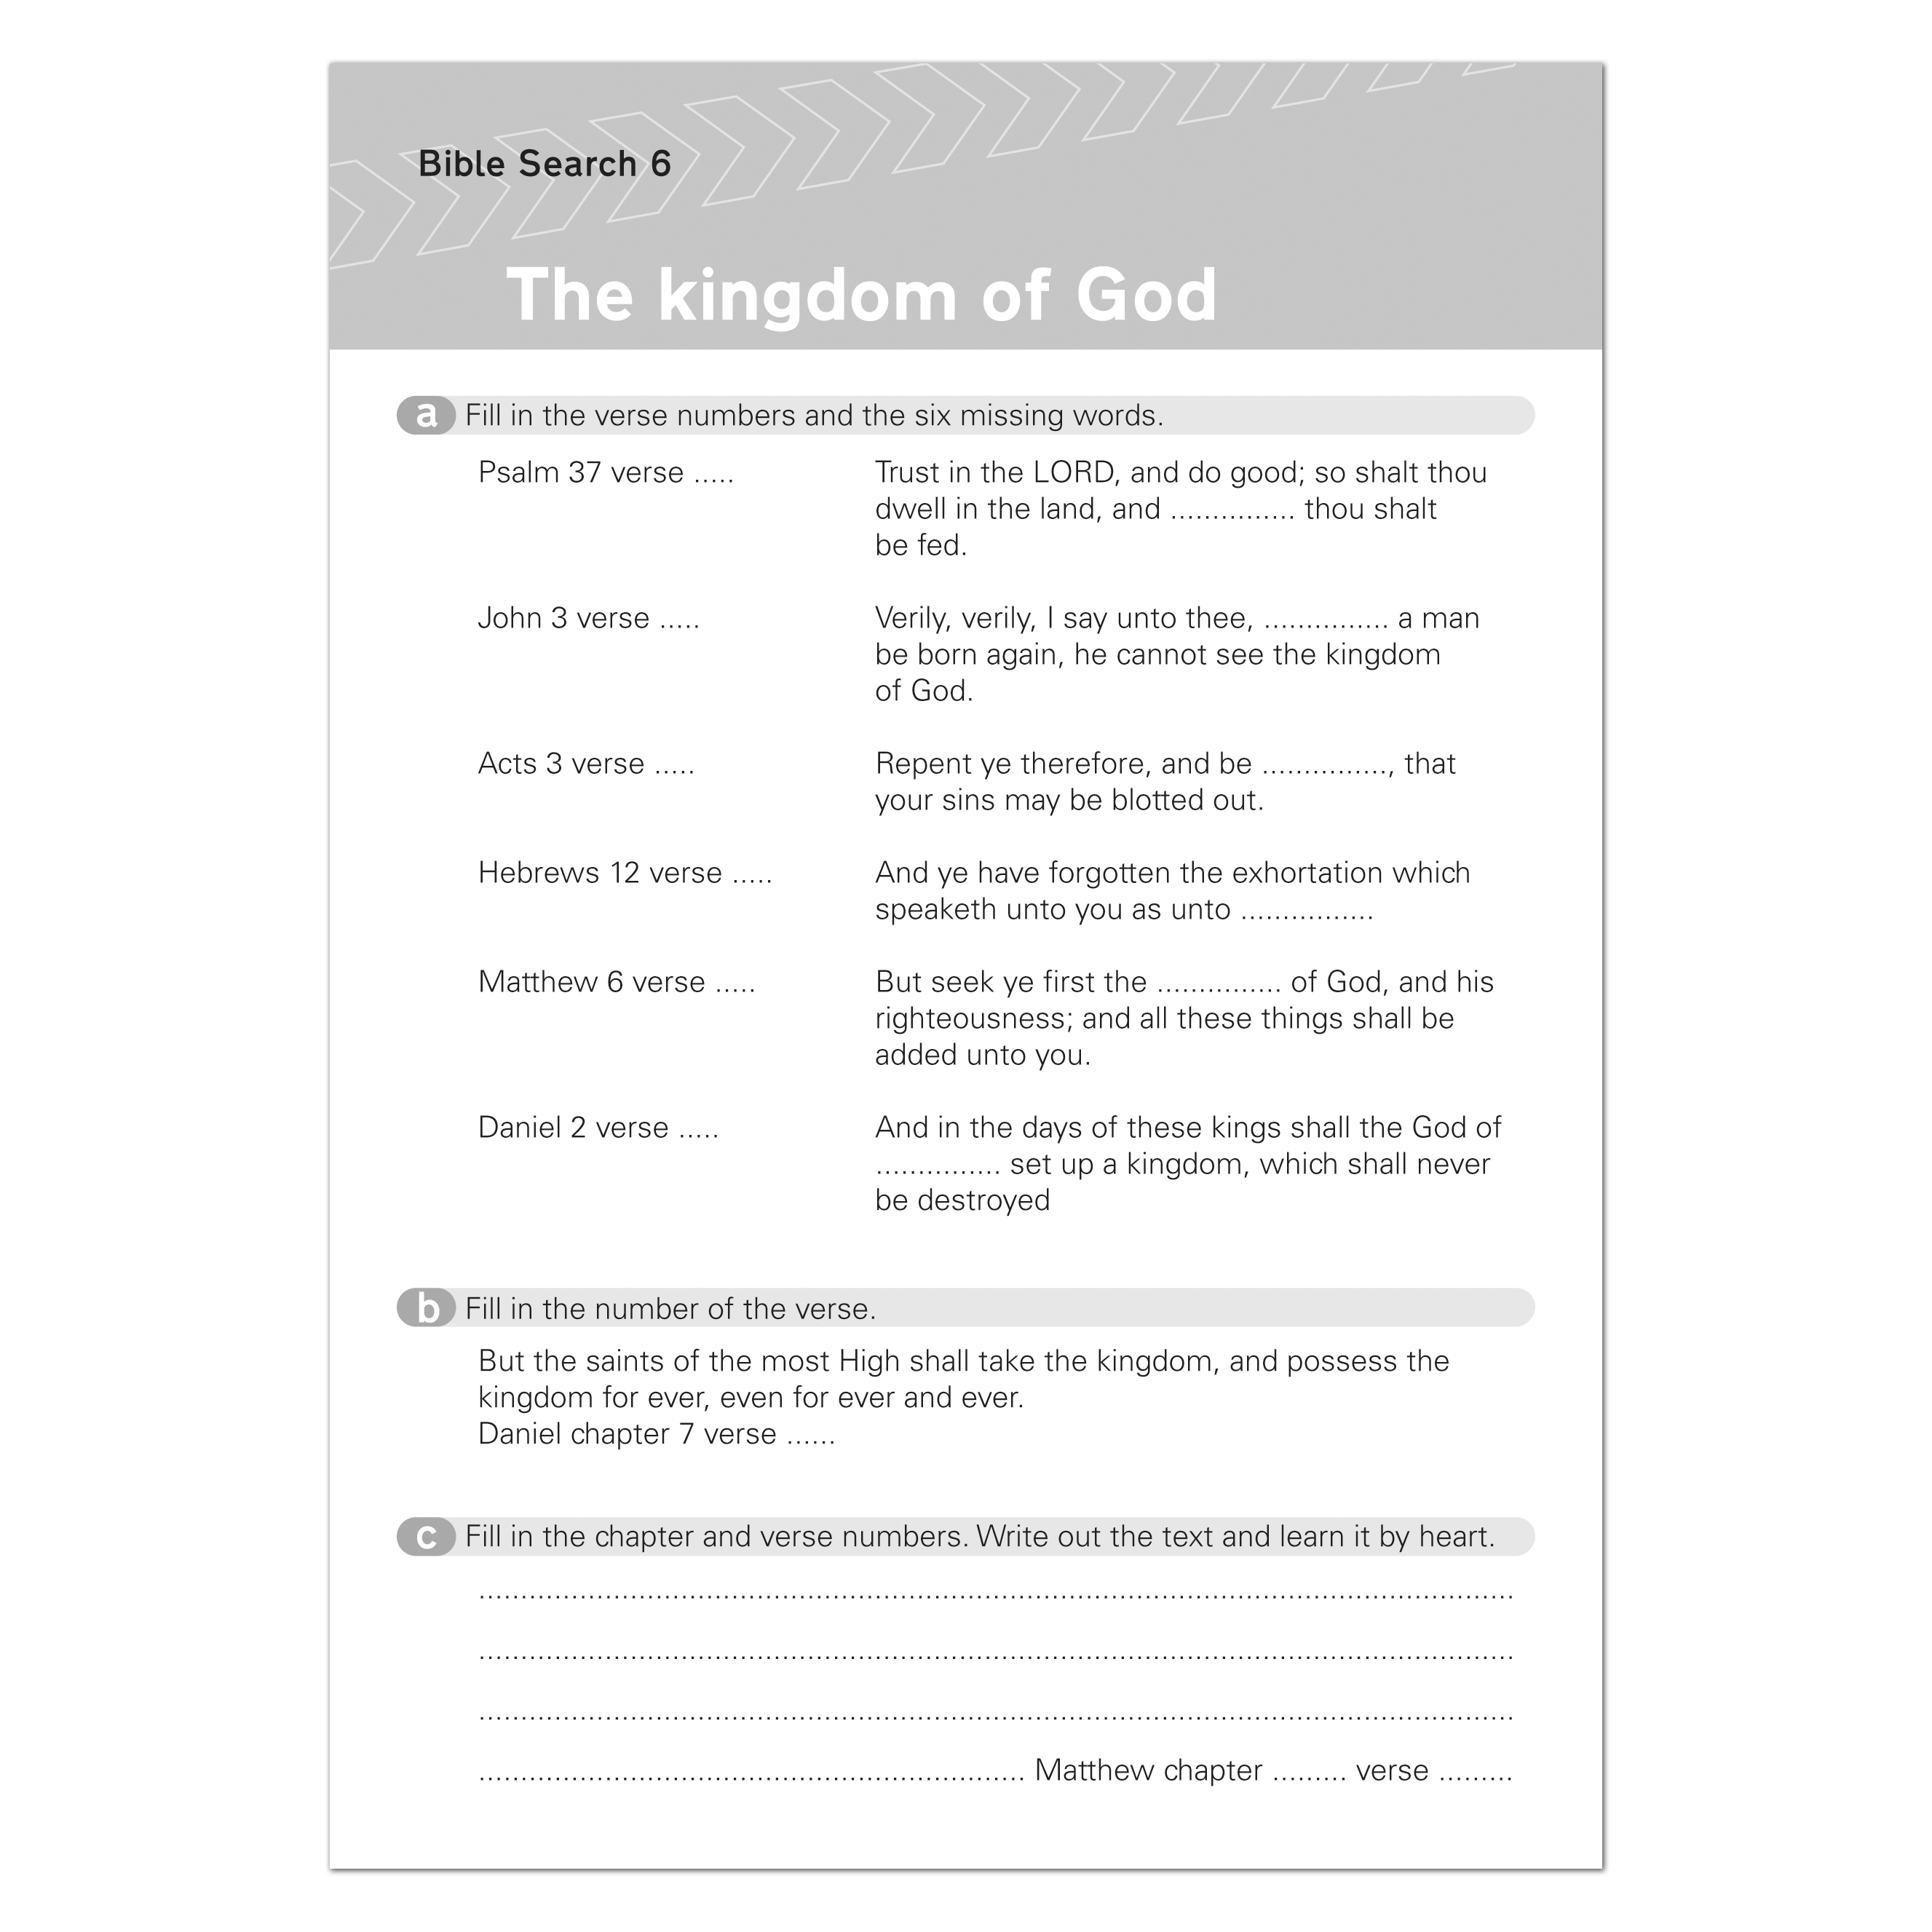 Bible Search 6
The kingdom of God
a Fill in the verse numbers and the six missing words.
Psalm 37 verse .....
Trust in the LORD, and do good; so shalt thou
dwell in the land, and ............... thou shalt
be fed.
John 3 verse .....
Verily, verily, I say unto thee, ............... a man
be born again, he cannot see the kingdom
of God.
Acts 3 verse .....
Repent ye therefore, and be ..............., that
your sins may be blotted out.
Hebrews 12 verse .....
And ye have forgotten the exhortation which
speaketh unto you as unto ................
Matthew 6 verse .....
But seek ye first the ............... of God, and his
righteousness; and all these things shall be
added unto you.
Daniel 2 verse .....
And in the days of these kings shall the God of
............... set up a kingdom, which shall never
be destroyed
b Fill in the number of the verse.
But the saints of the most High shall take the kingdom, and possess the
kingdom for ever, even for ever and ever.
Daniel chapter 7 verse ......
c Fill in the chapter and verse numbers. Write out the text and learn it by heart.
............................................................................................................................
............................................................................................................................
............................................................................................................................
.................................................................. Matthew chapter ......... verse .........